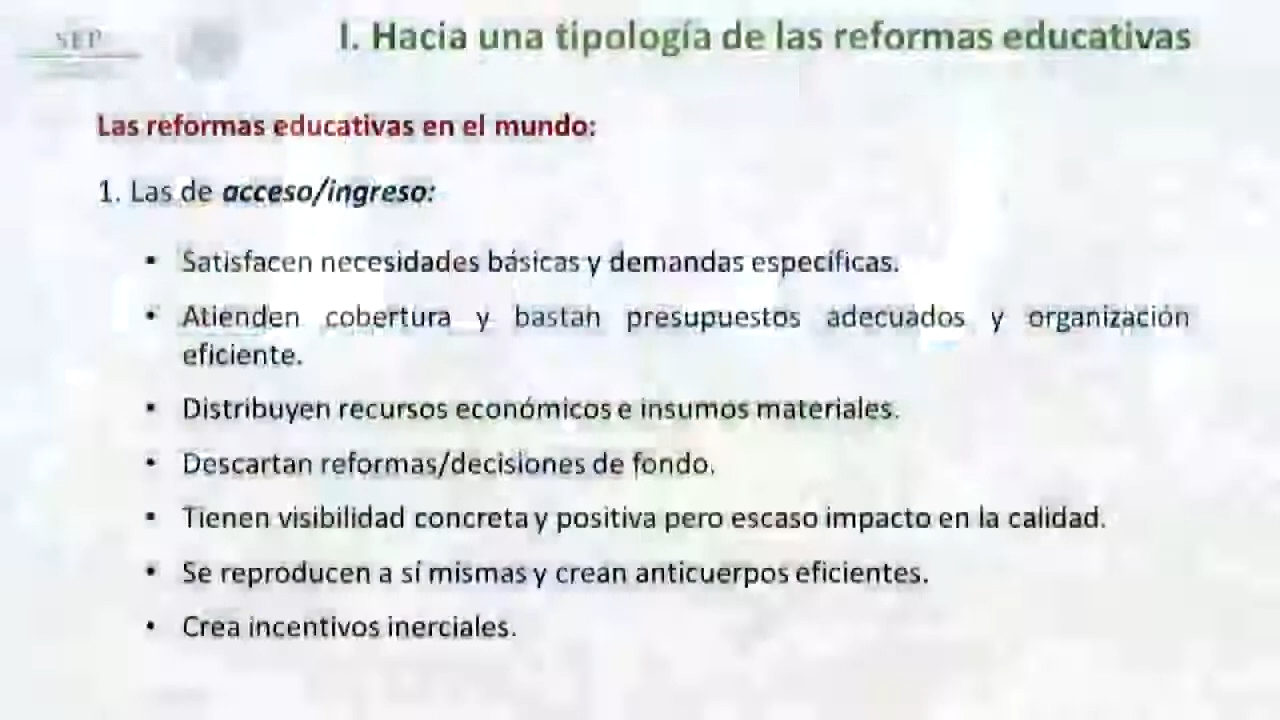 SEP
I. Hacia una tipología de las reformas educativas
Las reformas educativas en el mundo:
1. Las de acceso/ingreso:
• Satisfacen necesidades básicas y demandas específicas.
• Atienden cobertura y bastan presupuestos adecuados y organización
eficiente.
• Distribuyen recursos económicos e insumos materiales.
• Descartan reformas/decisiones de fondo.
• Tienen visibilidad concreta y positiva pero escaso impacto en la calidad.
• Se reproducen a sí mismas y crean anticuerpos eficientes.
• Crea incentivos inerciales.